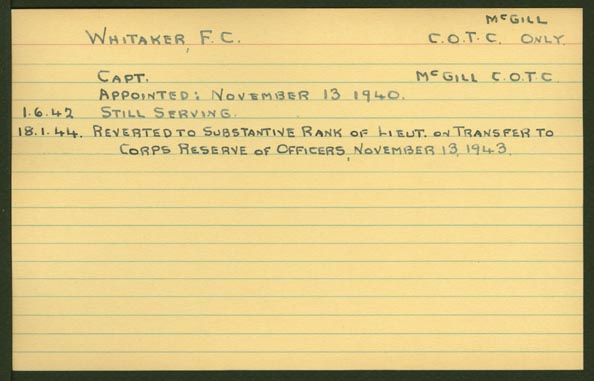 McGILL
WHITAKER, F. C. C.O.T.C. ONLY.
CAPT. McGILL C.O.T.C.
APPOINTED: NOVEMBER 13 1940.
1.6.42 STILL SERVING.
18.1.44. REVERTED TO SUBSTANTIVE RANK OF LIEUT. ON TRANSFER TO
CORPS RESERVE OF OFFICERS, NOVEMBER 13, 1943.